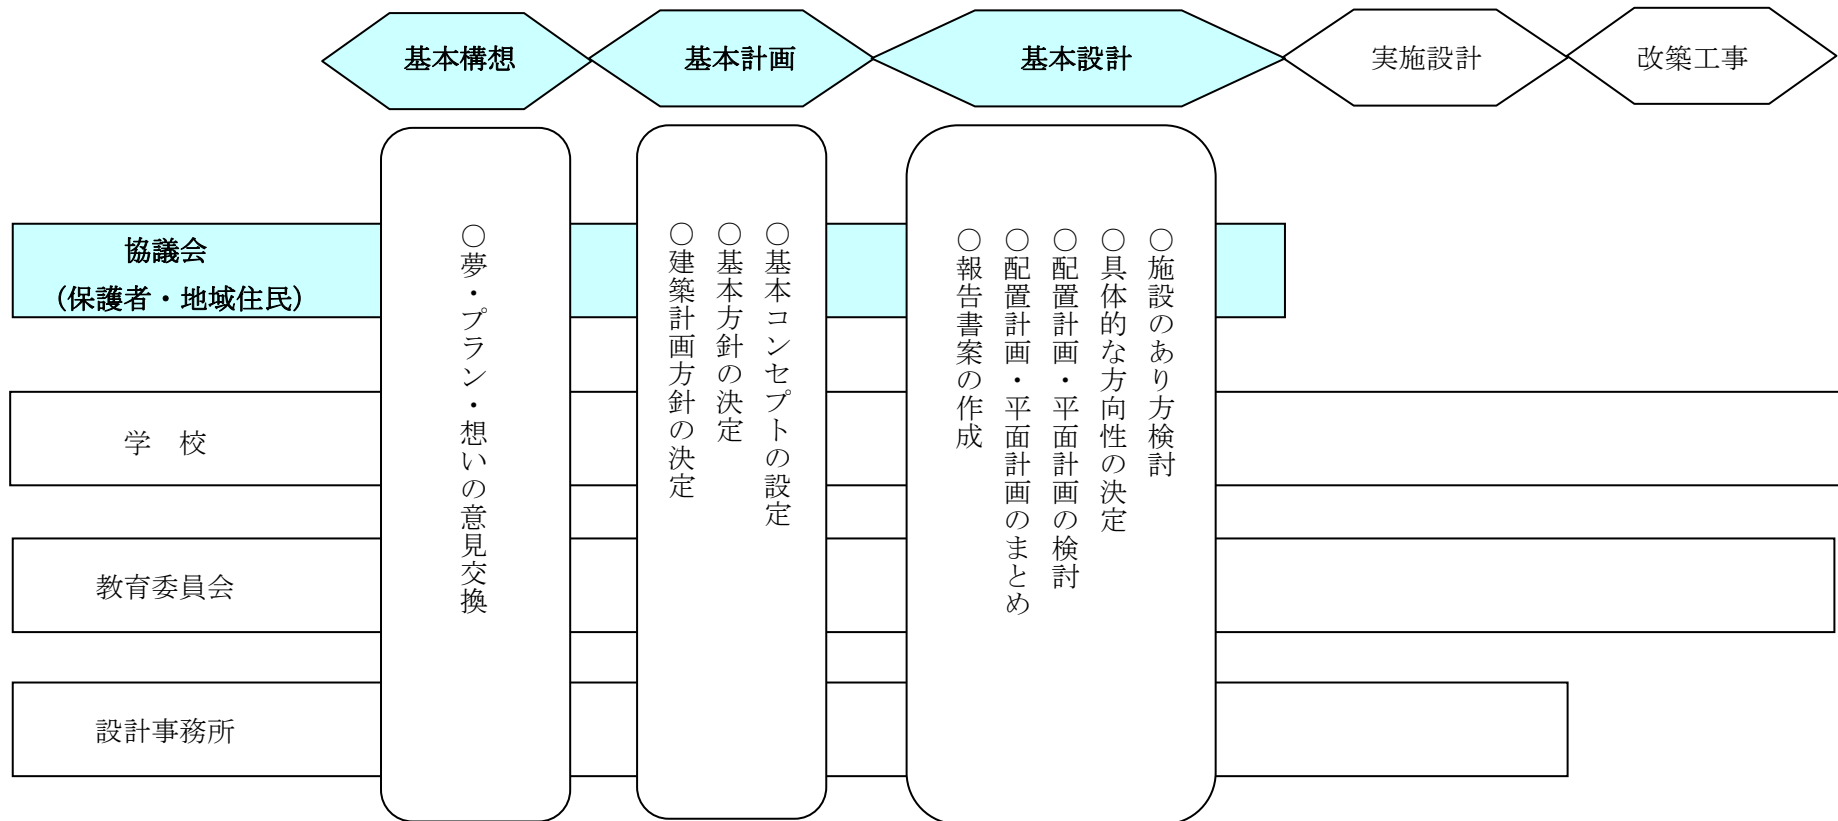 基本構想
基本計画
基本設計
実施設計
改築工事
協議会
(保護者・地域住民)
学　校
教育委員会
設計事務所
○夢・プラン・想いの意見交換
○基本コンセプトの設定
○基本方針の決定
○建築計画方針の決定
○施設のあり方検討
○具体的な方向性の決定
○配置計画・平面計画の検討
○配置計画・平面計画のまとめ
○報告書案の作成